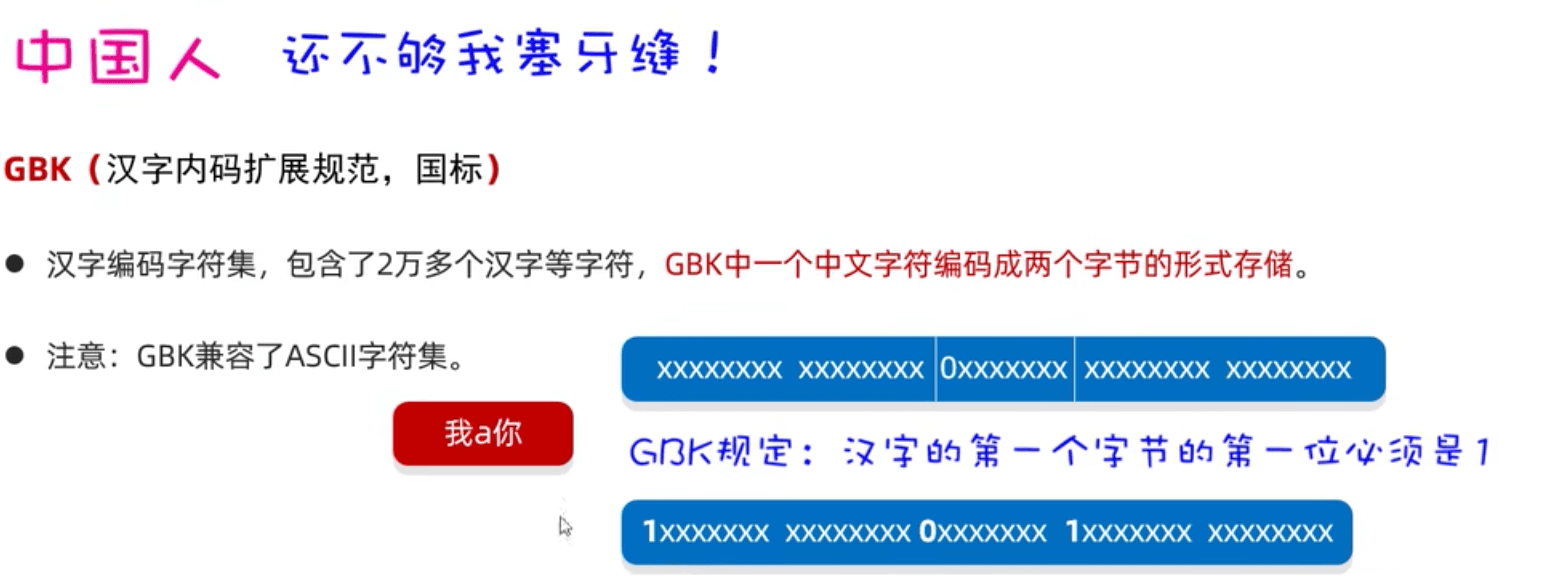 中国人 还不够我塞牙缝！
GBK（汉字内码扩展规范，国标）
● 汉字编码字符集，包含了2万多个汉字等字符，GBK中一个中文字符编码成两个字节的形式存储。
● 注意：GBK兼容了ASCII字符集。
xxxxxxxx xxxxxxxx 0xxxxxxx xxxxxxxx xxxxxxxx
我a你
GBK规定：汉字的第一个字节的第一位必须是1
1xxxxxxx xxxxxxxx 0xxxxxxx 1xxxxxxx xxxxxxxx